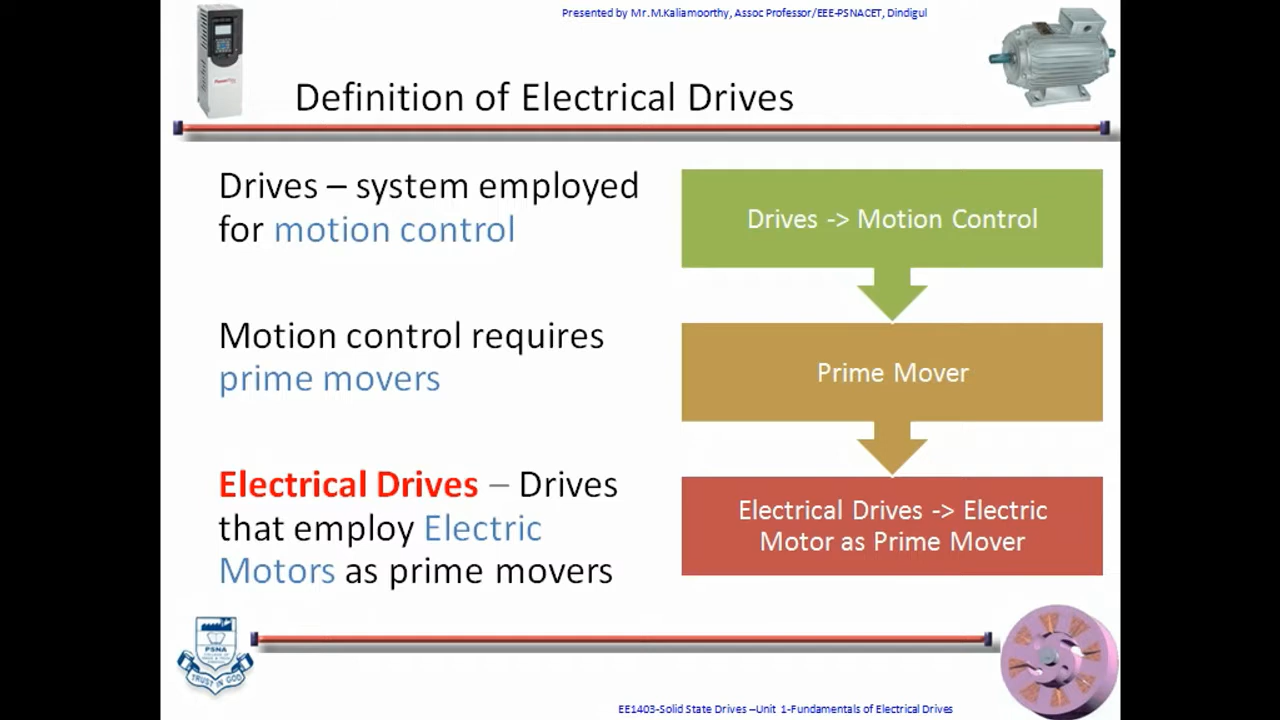 Presented by Mr.M.Kaliamoorthy, Assoc Professor/EEE-PSNACET, Dindigul
Definition of Electrical Drives
Drives – system employed
for motion control
Motion control requires
prime movers
Electrical Drives – Drives
that employ Electric
Motors as prime movers
Drives -> Motion Control
Prime Mover
Electrical Drives -> Electric
Motor as Prime Mover
PSNA
TRUST IN GOD
EE1403-Solid State Drives –Unit 1-Fundamentals of Electrical Drives